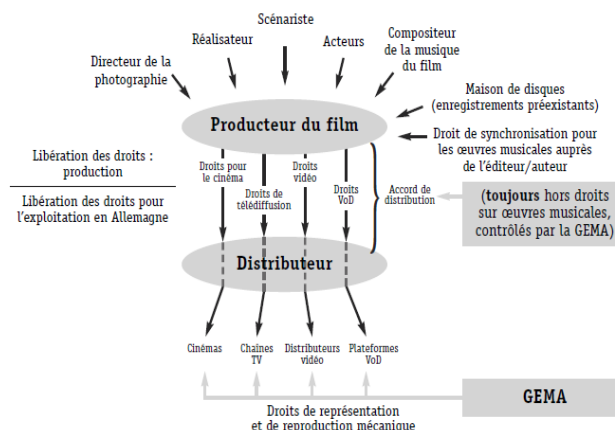 Scénariste
Réalisateur
Acteurs
Compositeur
de la musique
du film
Directeur de la
photographie
Maison de disques
(enregistrements préexistants)
Producteur du film
Droit de synchronisation pour
les œuvres musicales auprès
de l'éditeur/auteur
Libération des droits :
production
Libération des droits pour
l'exploitation en Allemagne
Droits pour
le cinéma
Droits de
télédiffusion
Droits
vidéo
Droits
VoD
Accord de
distribution
(toujours hors droits
sur œuvres musicales,
contrôlés par la GEMA)
Distributeur
Cinémas
Chaînes
TV
Distributeurs
vidéo
Plateformes
VoD
GEMA
Droits de représentation
et de reproduction mécanique